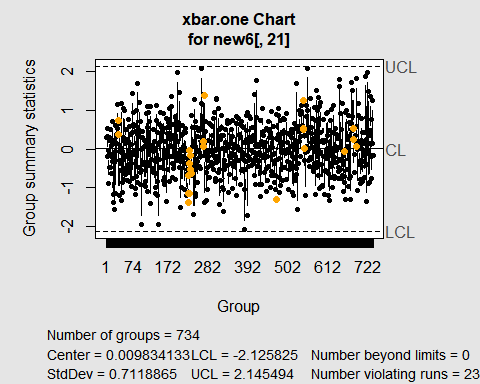 xbar.one Chart
for new6[, 21]
Group summary statistics
2
1
0
-1
-2
UCL
CL
LCL
1 74 172 282 392 502 612 722
Group
Number of groups = 734
Center = 0.009834133 LCL = -2.125825 Number beyond limits = 0
StdDev = 0.7118865 UCL = 2.145494 Number violating runs = 23